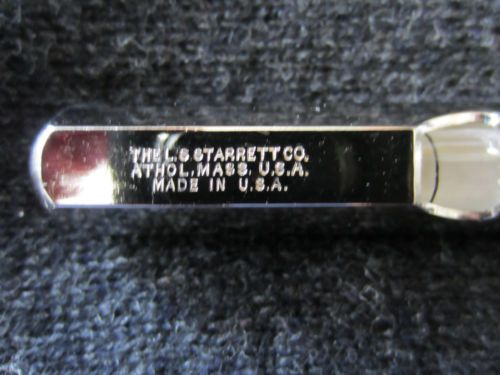 THE L.S. STARRETT CO.
ATHOL, MASS. U.S.A.
MADE IN U.S.A.